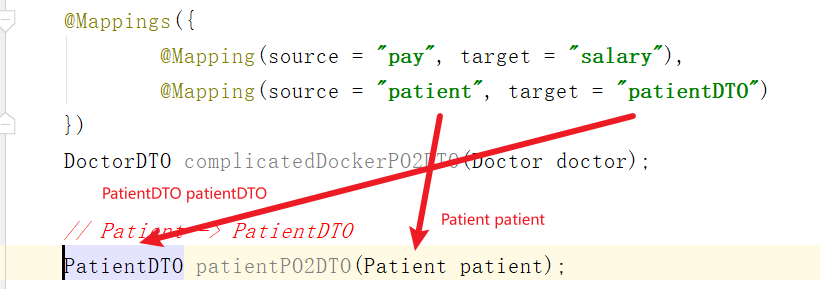 @Mappings({
@Mapping(source = "pay", target = "salary"),
@Mapping(source = "patient", target = "patientDTO")
})
DoctorDTO complicatedDockerPO2DTO(Doctor doctor);
PatientDTO patientDTO
Patient patient
// Patient -> PatientDTO
PatientDTO patientPO2DTO(Patient patient);